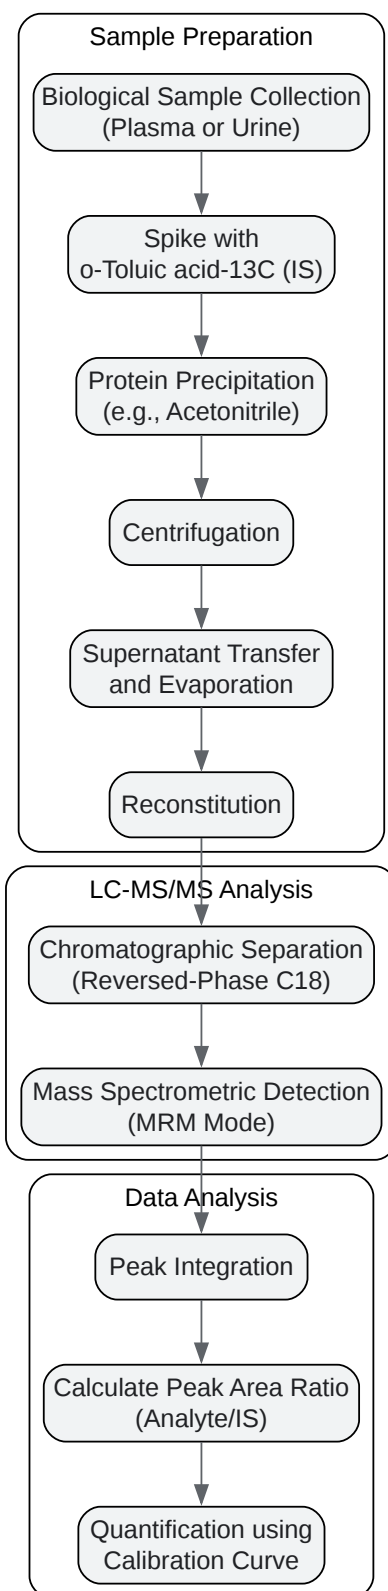 Sample Preparation
Biological Sample Collection
(Plasma or Urine)
Spike with
o-Toluic acid-13C (IS)
Protein Precipitation
(e.g., Acetonitrile)
Centrifugation
Supernatant Transfer
and Evaporation
Reconstitution
LC-MS/MS Analysis
Chromatographic Separation
(Reversed-Phase C18)
Mass Spectrometric Detection
(MRM Mode)
Data Analysis
Peak Integration
Calculate Peak Area Ratio
(Analyte/IS)
Quantification using
Calibration Curve